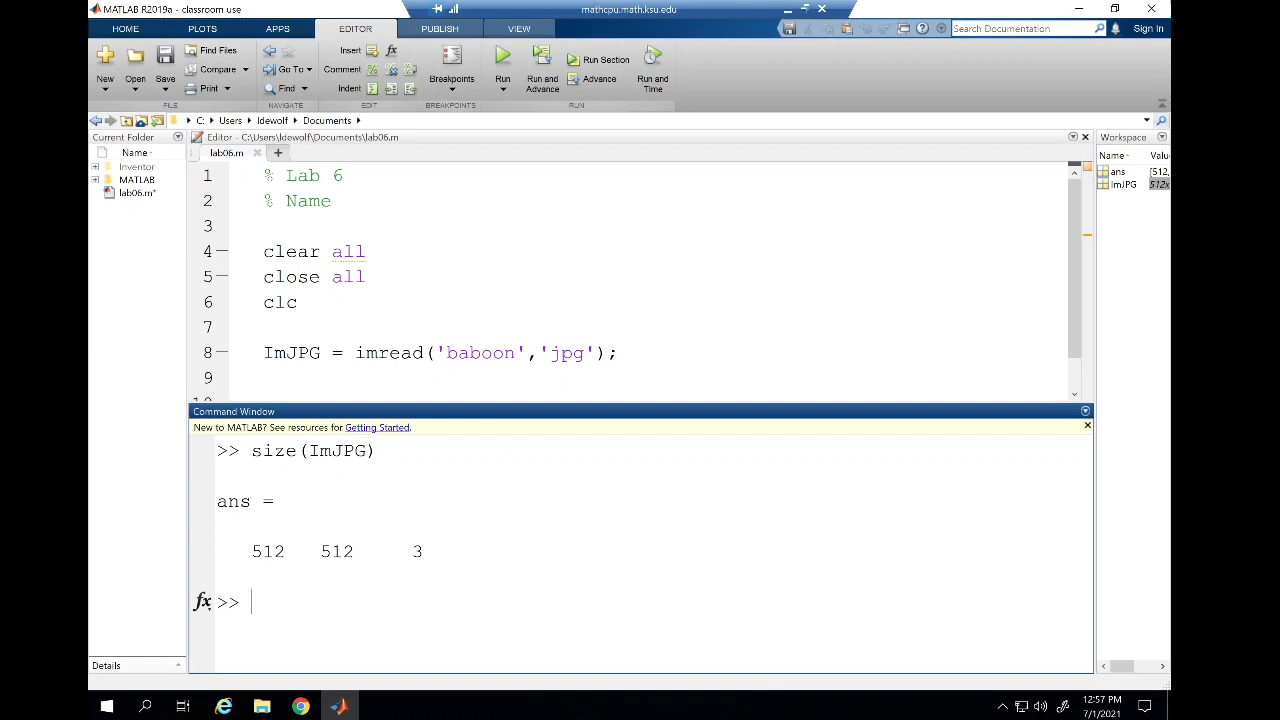 MATLAB R2019a - classroom use
mathcpu.math.ksu.edu
HOME PLOTS APPS EDITOR PUBLISH VIEW
Search Documentation
Sign In
New Open Save
Find Files
Compare
Print
FILE
Go To
Find
NAVIGATE
Insert
Comment
Indent
EDIT
Breakpoints
BREAKPOINTS
Run
Run and Advance
Run Section
Advance
Run and Time
RUN
C: Users ldewolf Documents
Current Folder
Name
Inventor
MATLAB
lab06.m*
Editor - C:\Users\ldewolf\Documents\lab06.m
lab06.m
1 % Lab 6
2 % Name
3
4 clear all
5 close all
6 clc
7
8 ImJPG = imread('baboon','jpg');
9
Workspace
Name Value
ans [512,
ImJPG 512x
Command Window
New to MATLAB? See resources for Getting Started.
>> size(ImJPG)
ans =
512 512 3
fx >>
Details
12:57 PM
7/1/2021